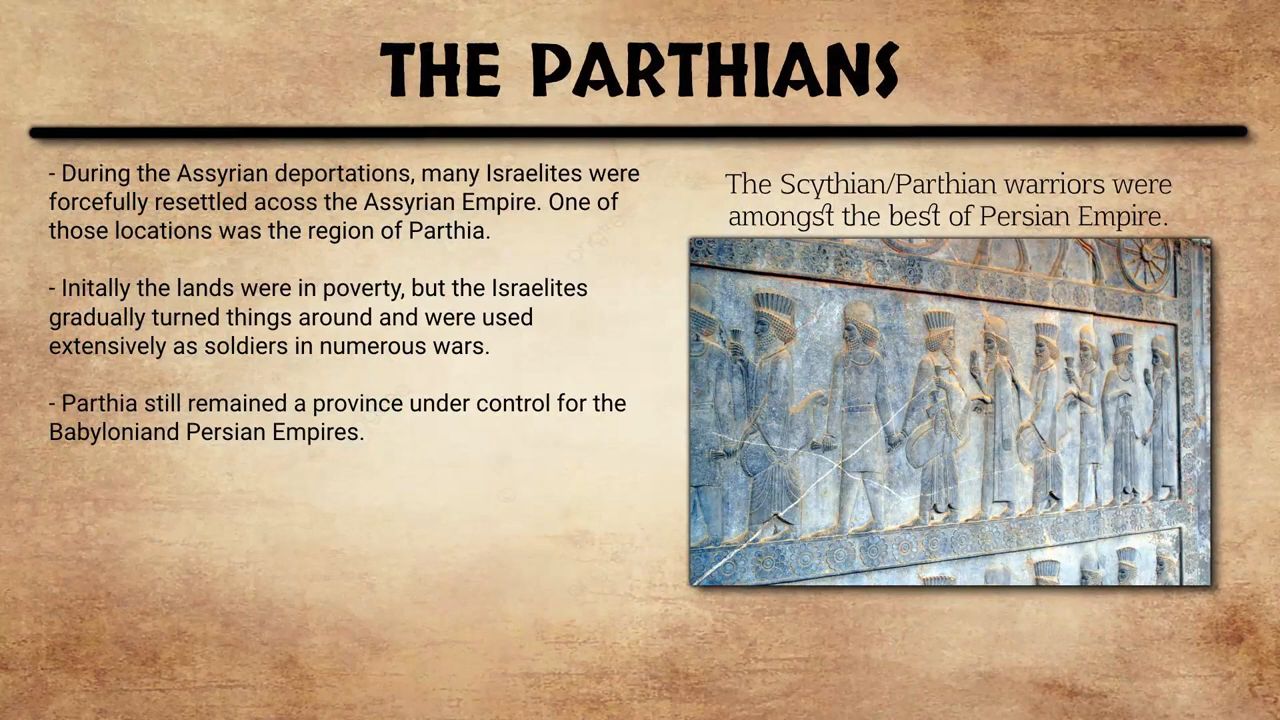 THE PARTHIANS
- During the Assyrian deportations, many Israelites were
forcefully resettled acoss the Assyrian Empire. One of
those locations was the region of Parthia.
- Initally the lands were in poverty, but the Israelites
gradually turned things around and were used
extensively as soldiers in numerous wars.
- Parthia still remained a province under control for the
Babyloniand Persian Empires.
The Scythian/Parthian warriors were
amongst the best of Persian Empire.